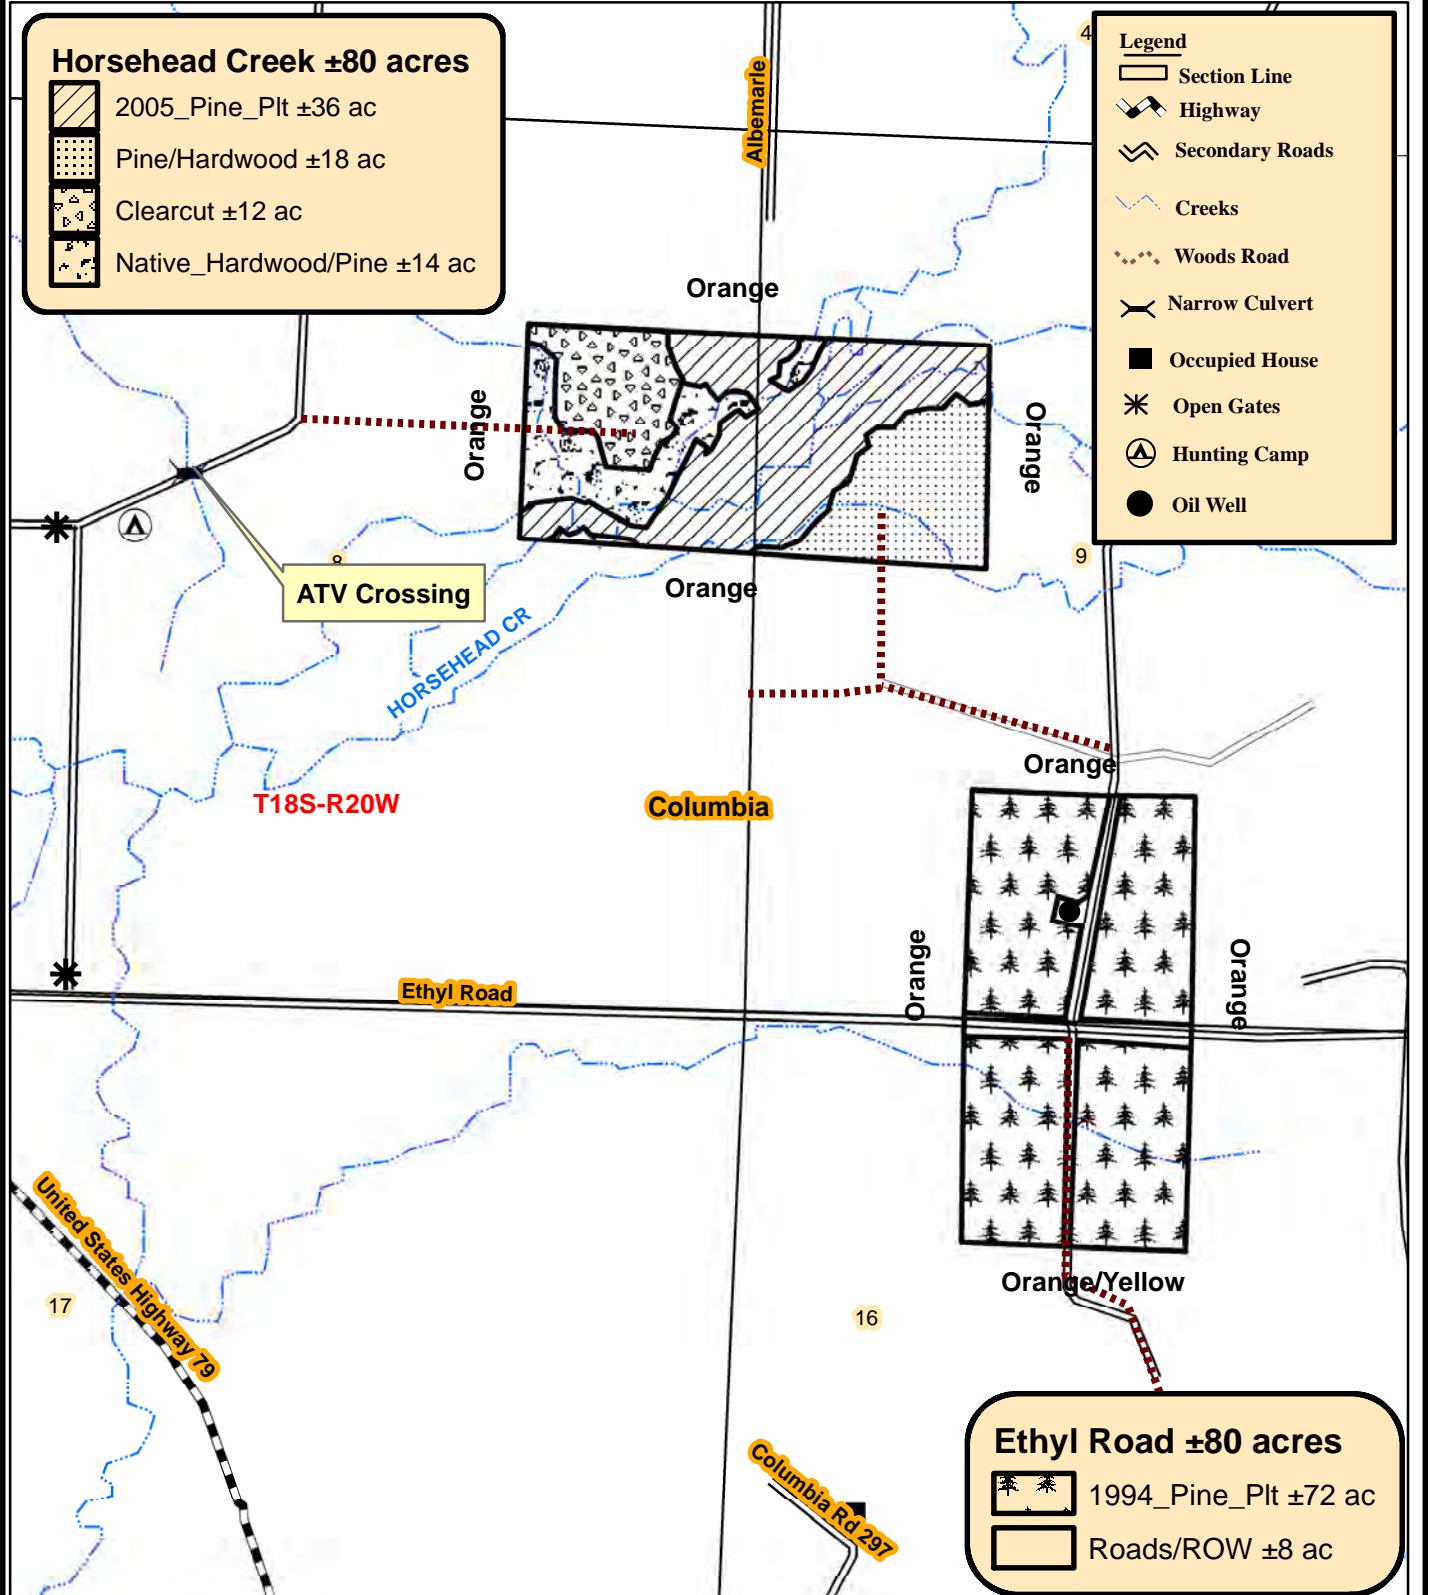 Horsehead Creek ±80 acres
2005_Pine_Plt ±36 ac
Pine/Hardwood ±18 ac
Clearcut ±12 ac
Native_Hardwood/Pine ±14 ac
Albemarle
4
Legend
Section Line
Highway
Secondary Roads
Creeks
Woods Road
Narrow Culvert
Occupied House
Open Gates
Hunting Camp
Oil Well
Orange
Orange
Orange
Orange
8
9
ATV Crossing
HORSEHEAD CR
T18S-R20W
Columbia
Orange
Orange
Orange
Ethyl Road
Orange/Yellow
United States Highway 79
17
16
Columbia Rd 297
Ethyl Road ±80 acres
1994_Pine_Plt ±72 ac
Roads/ROW ±8 ac